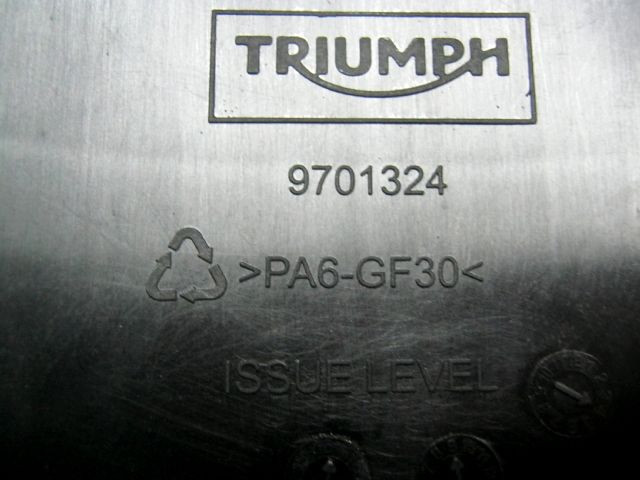 TRIUMPH
9701324
>PA6-GF30<
ISSUE LEVEL